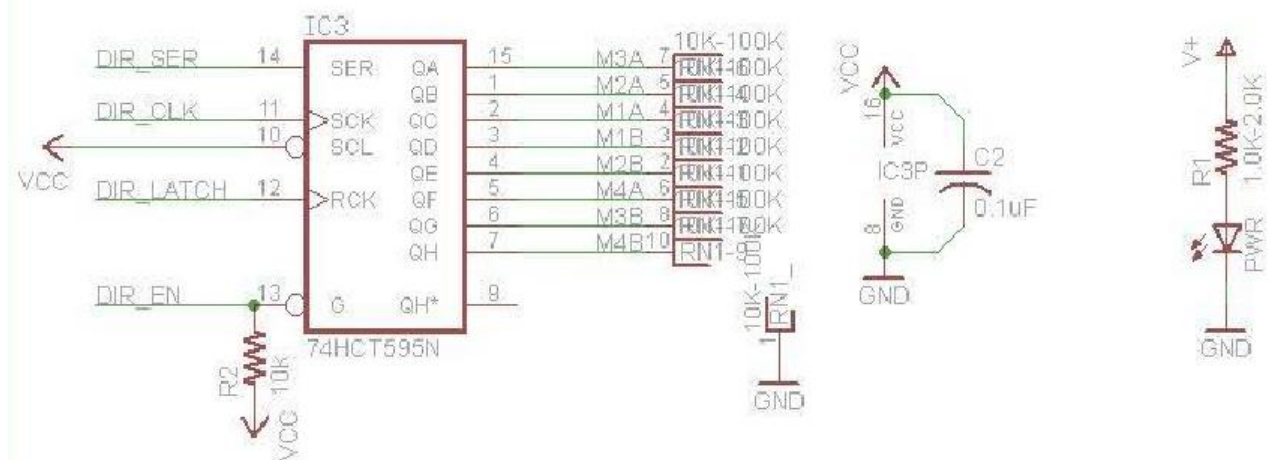 IC3
DIR_SER 14 SER QA 15 M3A 7 10K-100K
QB 1 M2A 5
DIR_CLK 11 SCK QC 2 M1A 4
10 SCL QD 3 M1B 3
VCC
QE 4 M2B 2
DIR_LATCH 12 RCK QF 5 M4A 6
QG 6 M3B 8
QH 7 M4B 10 RN1-9
DIR_EN 13 G QH* 9
74HCT595N
R2 10K
VCC
10K-100K
RN1_
1
GND
VCC
16 VCC
IC3P C2
0.1uF
8 GND
GND
V+
R1 1.0K-2.0K
PWR
GND